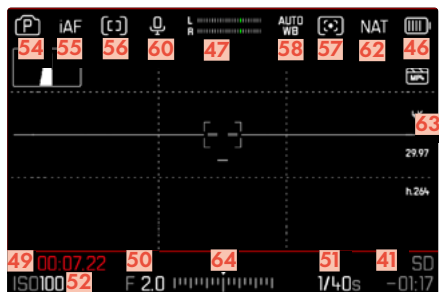 P iAF L R AUTO WB NAT
54 55 56 60 47 58 57 62 46
MP4
63
29.97
h.264
49 00:07.22 50 64 51 41 SD
ISO100 52 F 2.0 1/40s −01:17